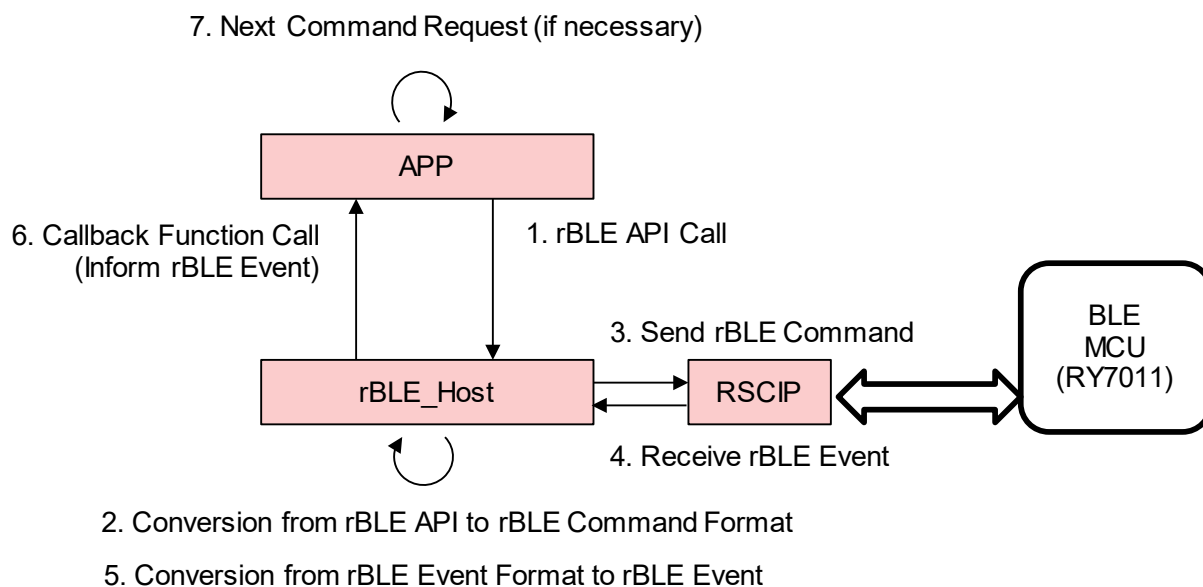 7. Next Command Request (if necessary)
APP
6. Callback Function Call
(Inform rBLE Event)
1. rBLE API Call
3. Send rBLE Command
BLE
MCU
(RY7011)
rBLE_Host
RSCIP
4. Receive rBLE Event
2. Conversion from rBLE API to rBLE Command Format
5. Conversion from rBLE Event Format to rBLE Event